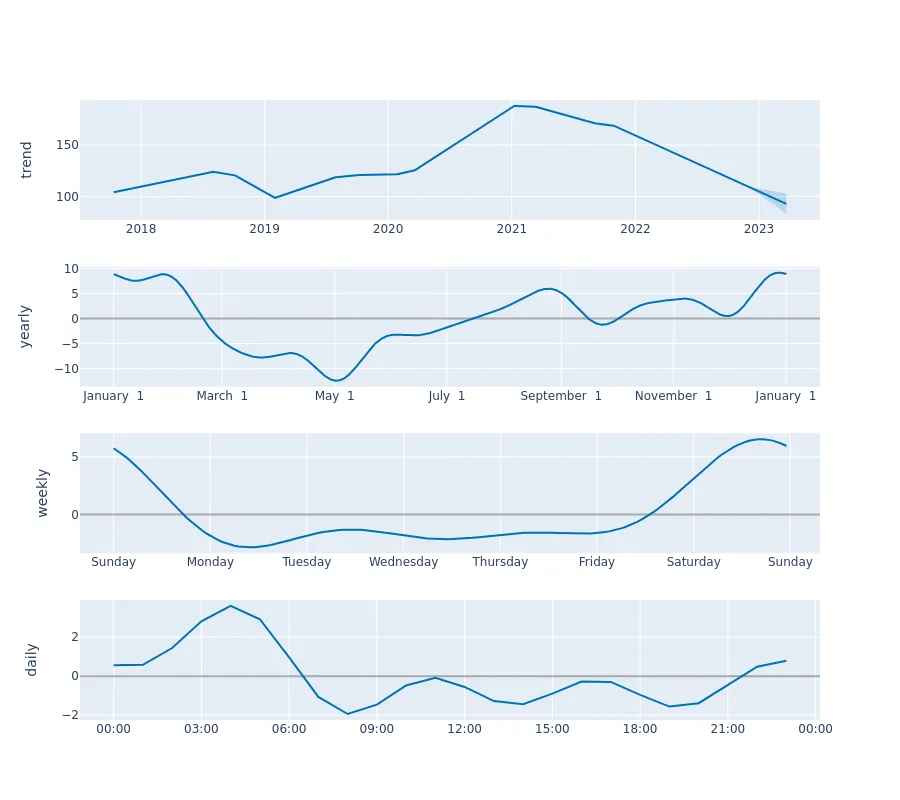 trend
150
100
2018 2019 2020 2021 2022 2023
yearly
10
5
0
−5
−10
January 1 March 1 May 1 July 1 September 1 November 1 January 1
weekly
5
0
Sunday Monday Tuesday Wednesday Thursday Friday Saturday Sunday
daily
2
0
−2
00:00 03:00 06:00 09:00 12:00 15:00 18:00 21:00 00:00